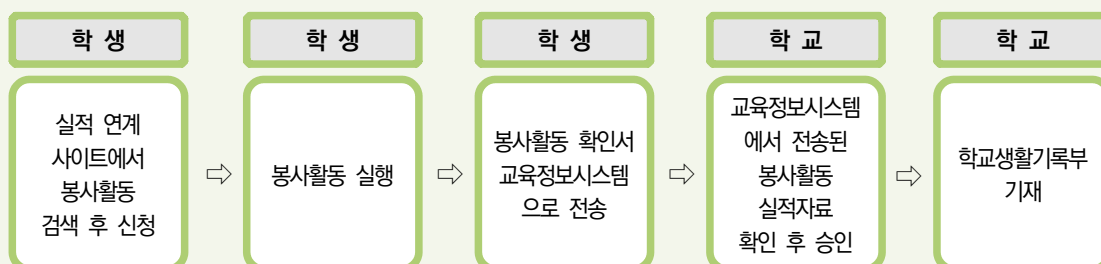 학 생
학 생
학 생
학 교
학 교
실적 연계
사이트에서
봉사활동
검색 후 신청
⇨
봉사활동 실행
⇨
봉사활동 확인서
교육정보시스템
으로 전송
⇨
교육정보시스템
에서 전송된
봉사활동
실적자료
확인 후 승인
⇨
학교생활기록부
기재